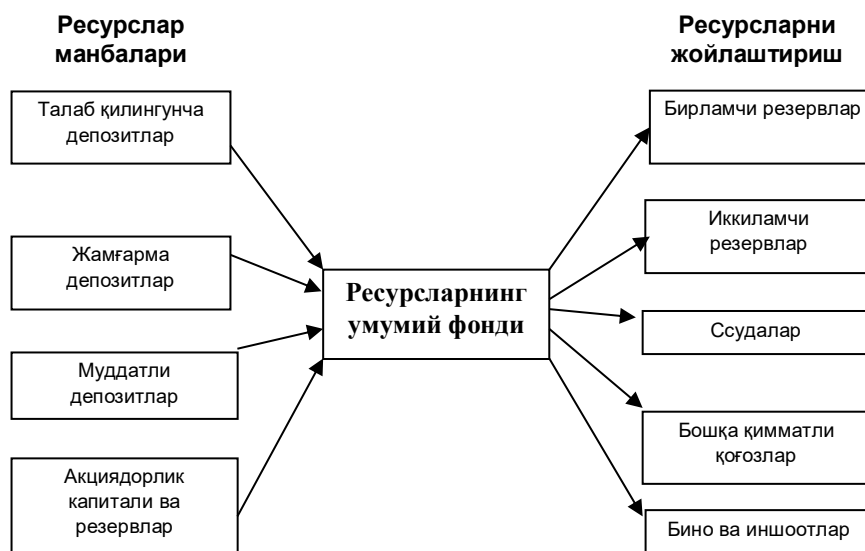 Ресурслар
манбалари
Талаб қилингунча
депозитлар
Жамғарма
депозитлар
Муддатли
депозитлар
Акциядорлик
капитали ва
резервлар
Ресурсларнинг
умумий фонди
Ресурсларни
жойлаштириш
Бирламчи резервлар
Иккиламчи
резервлар
Ссудалар
Бошқа қимматли
қоғозлар
Бино ва иншоотлар